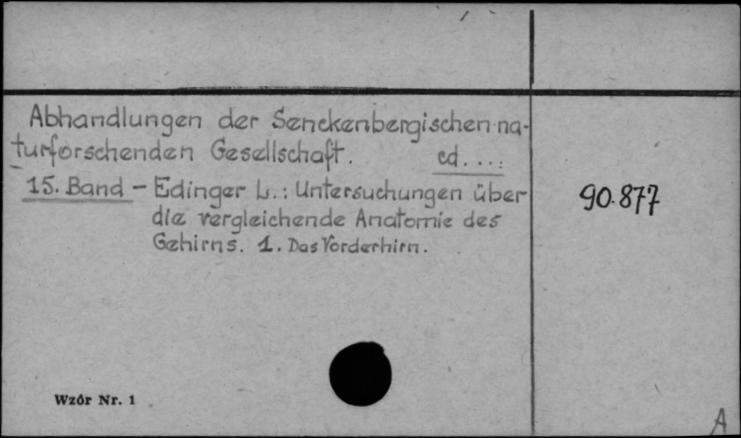 Abhandlungen der Senckenbergischen na-
turforschenden Gesellschaft. cd....:
15. Band - Edinger L.: Untersuchungen über
die vergleichende Anatomie des
Gehirns. 1. Das Vorderhirn.
90.877
Wzór Nr. 1
A